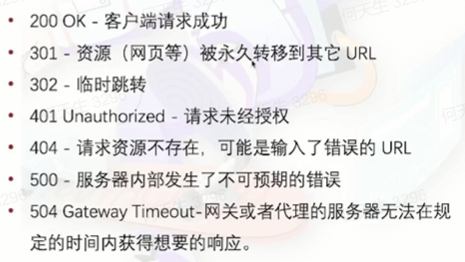 • 200 OK - 客户端请求成功
• 301 - 资源（网页等）被永久转移到其它 URL
• 302 - 临时跳转
• 401 Unauthorized - 请求未经授权
• 404 - 请求资源不存在，可能是输入了错误的 URL
• 500 - 服务器内部发生了不可预期的错误
• 504 Gateway Timeout-网关或者代理的服务器无法在规
定的时间内获得想要的响应。